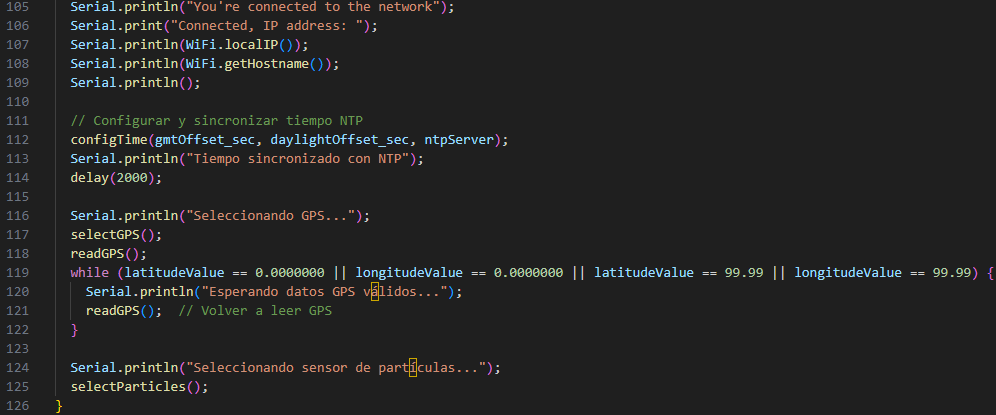 105 Serial.println("You're connected to the network");
106 Serial.print("Connected, IP address: ");
107 Serial.println(WiFi.localIP());
108 Serial.println(WiFi.getHostname());
109 Serial.println();
110
111 // Configurar y sincronizar tiempo NTP
112 configTime(gmtOffset_sec, daylightOffset_sec, ntpServer);
113 Serial.println("Tiempo sincronizado con NTP");
114 delay(2000);
115
116 Serial.println("Seleccionando GPS...");
117 selectGPS();
118 readGPS();
119 while (latitudeValue == 0.0000000 || longitudeValue == 0.0000000 || latitudeValue == 99.99 || longitudeValue == 99.99) {
120 Serial.println("Esperando datos GPS válidos...");
121 readGPS(); // Volver a leer GPS
122 }
123
124 Serial.println("Seleccionando sensor de partículas...");
125 selectParticles();
126 }